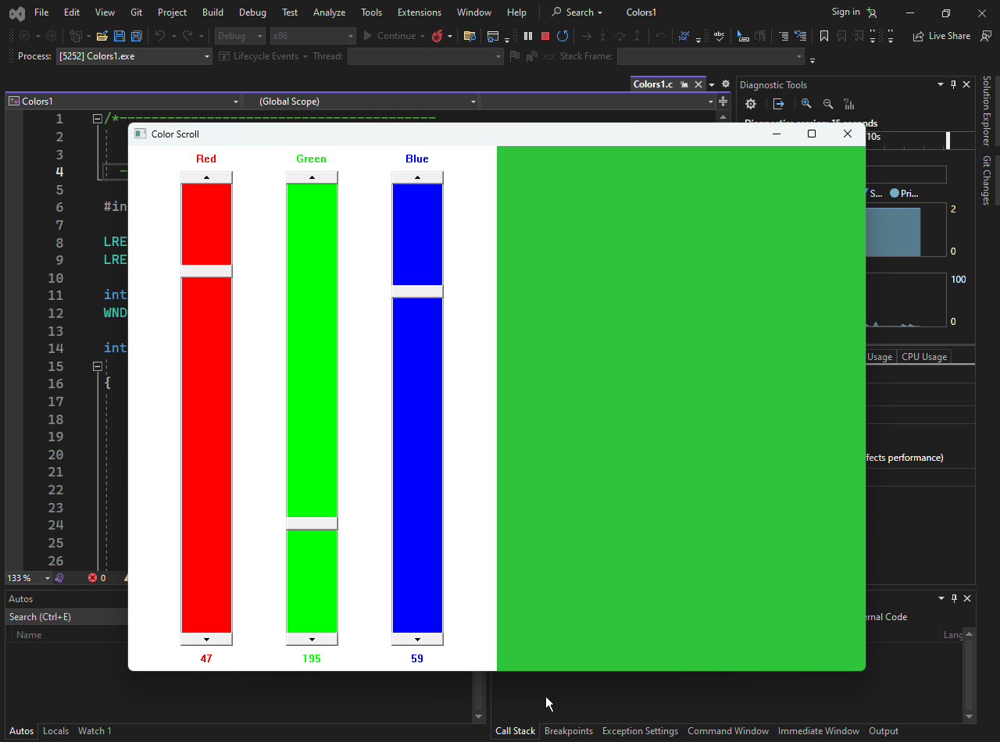 File Edit View Git Project Build Debug Test Analyze Tools Extensions Window Help Search Colors1 Sign in
Debug x86 Continue abc Live Share
Process: [5252] Colors1.exe Lifecycle Events Thread: Stack Frame:
Colors1.c
Diagnostic Tools
Colors1 (Global Scope)
Solution Explorer
Git Changes
1 /*-----------------------------------------
2
3
4
5
6 #in
7
8 LRE
9 LRE
10
11 int
12 WND
13
14 int
15
16 {
17
18
19
20
21
22
23
24
25
26
Color Scroll
Red Green Blue
47 195 59
Diagnostics session: 15 seconds
10s
S... Pri...
2
0
100
0
Usage CPU Usage
ffects performance)
133 % 0
Autos
Search (Ctrl+E)
Name
ernal Code
Lang
Autos Locals Watch 1
Call Stack Breakpoints Exception Settings Command Window Immediate Window Output